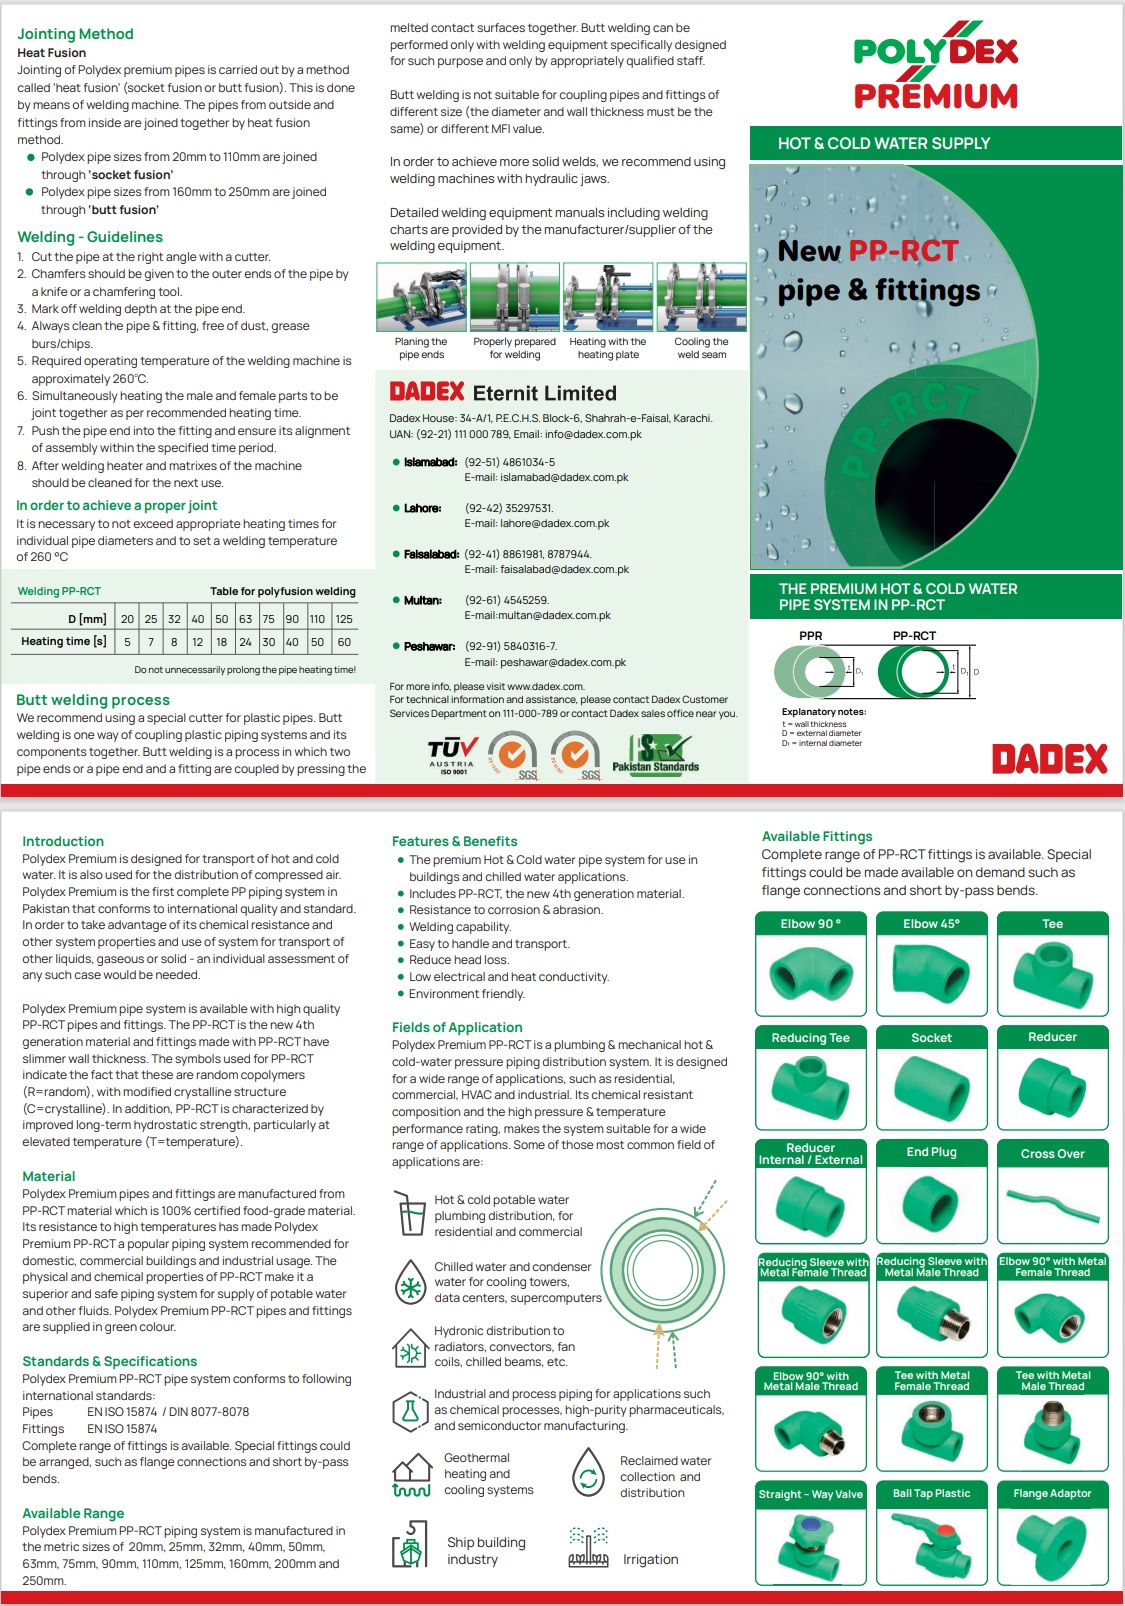 Jointing Method
Heat Fusion
Jointing of Polydex premium pipes is carried out by a method
called 'heat fusion' (socket fusion or butt fusion). This is done
by means of welding machine. The pipes from outside and
fittings from inside are joined together by heat fusion
method.
Polydex pipe sizes from 20mm to 110mm are joined
through 'socket fusion'
Polydex pipe sizes from 160mm to 250mm are joined
through 'butt fusion'
Welding - Guidelines
1. Cut the pipe at the right angle with a cutter.
2. Chamfers should be given to the outer ends of the pipe by
a knife or a chamfering tool.
3. Mark off welding depth at the pipe end.
4. Always clean the pipe & fitting, free of dust, grease
burs/chips.
5. Required operating temperature of the welding machine is
approximately 260°C.
6. Simultaneously heating the male and female parts to be
joint together as per recommended heating time.
7. Push the pipe end into the fitting and ensure its alignment
of assembly within the specified time period.
8. After welding heater and matrixes of the machine
should be cleaned for the next use.
In order to achieve a proper joint
It is necessary to not exceed appropriate heating times for
individual pipe diameters and to set a welding temperature
of 260 °C
Welding PP-RCT Table for polyfusion welding
D [mm] 20 25 32 40 50 63 75 90 110 125
Heating time [s] 5 7 8 12 18 24 30 40 50 60
Do not unnecessarily prolong the pipe heating time!
Butt welding process
We recommend using a special cutter for plastic pipes. Butt
welding is one way of coupling plastic piping systems and its
components together. Butt welding is a process in which two
pipe ends or a pipe end and a fitting are coupled by pressing the
melted contact surfaces together. Butt welding can be
performed only with welding equipment specifically designed
for such purpose and only by appropriately qualified staff.
Butt welding is not suitable for coupling pipes and fittings of
different size (the diameter and wall thickness must be the
same) or different MFI value.
In order to achieve more solid welds, we recommend using
welding machines with hydraulic jaws.
Detailed welding equipment manuals including welding
charts are provided by the manufacturer/supplier of the
welding equipment.
Planing the
pipe ends
Properly prepared
for welding
Heating with the
heating plate
Cooling the
weld seam
DADEX Eternit Limited
Dadex House: 34-A/1, P.E.C.H.S. Block-6, Shahrah-e-Faisal, Karachi.
UAN: (92-21) 111 000 789, Email: info@dadex.com.pk
Islamabad: (92-51) 4861034-5
E-mail: islamabad@dadex.com.pk
Lahore: (92-42) 35297531.
E-mail: lahore@dadex.com.pk
Faisalabad: (92-41) 8861981, 8787944.
E-mail: faisalabad@dadex.com.pk
Multan: (92-61) 4545259.
E-mail:multan@dadex.com.pk
Peshawar: (92-91) 5840316-7.
E-mail: peshawar@dadex.com.pk
For more info, please visit www.dadex.com.
For technical information and assistance, please contact Dadex Customer
Services Department on 111-000-789 or contact Dadex sales office near you.
TÜV
AUSTRIA
ISO 9001
SGS
SGS
Pakistan Standards
POLYDEX
PREMIUM
HOT & COLD WATER SUPPLY
New PP-RCT
pipe & fittings
PP-RCT
THE PREMIUM HOT & COLD WATER
PIPE SYSTEM IN PP-RCT
PPR PP-RCT
t D₁ t D₁ D
Explanatory notes:
t = wall thickness
D = external diameter
D₁ = internal diameter
DADEX
Introduction
Polydex Premium is designed for transport of hot and cold
water. It is also used for the distribution of compressed air.
Polydex Premium is the first complete PP piping system in
Pakistan that conforms to international quality and standard.
In order to take advantage of its chemical resistance and
other system properties and use of system for transport of
other liquids, gaseous or solid - an individual assessment of
any such case would be needed.
Polydex Premium pipe system is available with high quality
PP-RCT pipes and fittings. The PP-RCT is the new 4th
generation material and fittings made with PP-RCT have
slimmer wall thickness. The symbols used for PP-RCT
indicate the fact that these are random copolymers
(R=random), with modified crystalline structure
(C=crystalline). In addition, PP-RCT is characterized by
improved long-term hydrostatic strength, particularly at
elevated temperature (T=temperature).
Material
Polydex Premium pipes and fittings are manufactured from
PP-RCT material which is 100% certified food-grade material.
Its resistance to high temperatures has made Polydex
Premium PP-RCT a popular piping system recommended for
domestic, commercial buildings and industrial usage. The
physical and chemical properties of PP-RCT make it a
superior and safe piping system for supply of potable water
and other fluids. Polydex Premium PP-RCT pipes and fittings
are supplied in green colour.
Standards & Specifications
Polydex Premium PP-RCT pipe system conforms to following
international standards:
Pipes EN ISO 15874 / DIN 8077-8078
Fittings EN ISO 15874
Complete range of fittings is available. Special fittings could
be arranged, such as flange connections and short by-pass
bends.
Available Range
Polydex Premium PP-RCT piping system is manufactured in
the metric sizes of 20mm, 25mm, 32mm, 40mm, 50mm,
63mm, 75mm, 90mm, 110mm, 125mm, 160mm, 200mm and
250mm.
Features & Benefits
The premium Hot & Cold water pipe system for use in
buildings and chilled water applications.
Includes PP-RCT, the new 4th generation material.
Resistance to corrosion & abrasion.
Welding capability.
Easy to handle and transport.
Reduce head loss.
Low electrical and heat conductivity.
Environment friendly.
Fields of Application
Polydex Premium PP-RCT is a plumbing & mechanical hot &
cold-water pressure piping distribution system. It is designed
for a wide range of applications, such as residential,
commercial, HVAC and industrial. Its chemical resistant
composition and the high pressure & temperature
performance rating, makes the system suitable for a wide
range of applications. Some of those most common field of
applications are:
Hot & cold potable water
plumbing distribution, for
residential and commercial
Chilled water and condenser
water for cooling towers,
data centers, supercomputers
Hydronic distribution to
radiators, convectors, fan
coils, chilled beams, etc.
Industrial and process piping for applications such
as chemical processes, high-purity pharmaceuticals,
and semiconductor manufacturing.
Geothermal
heating and
cooling systems
Reclaimed water
collection and
distribution
Ship building
industry
Irrigation
Available Fittings
Complete range of PP-RCT fittings is available. Special
fittings could be made available on demand such as
flange connections and short by-pass bends.
Elbow 90 °
Elbow 45°
Tee
Reducing Tee
Socket
Reducer
Reducer
Internal / External
End Plug
Cross Over
Reducing Sleeve with
Metal Female Thread
Reducing Sleeve with
Metal Male Thread
Elbow 90° with Metal
Female Thread
Elbow 90° with
Metal Male Thread
Tee with Metal
Female Thread
Tee with Metal
Male Thread
Straight – Way Valve
Ball Tap Plastic
Flange Adaptor